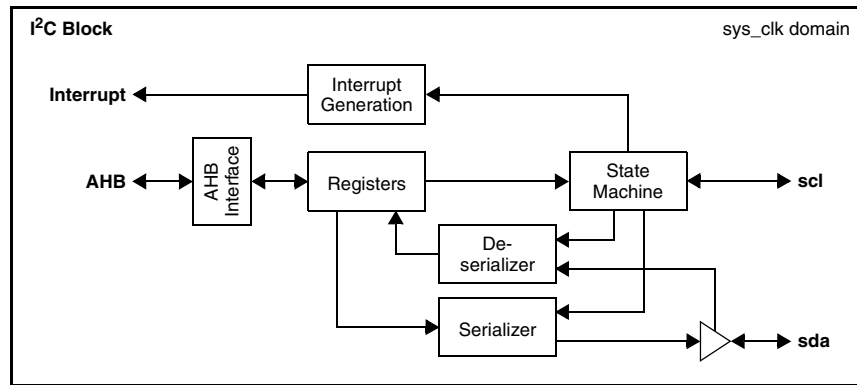 I²C Block
sys_clk domain
Interrupt
Interrupt
Generation
AHB
AHB
Interface
Registers
State
Machine
scl
De-
serializer
Serializer
sda